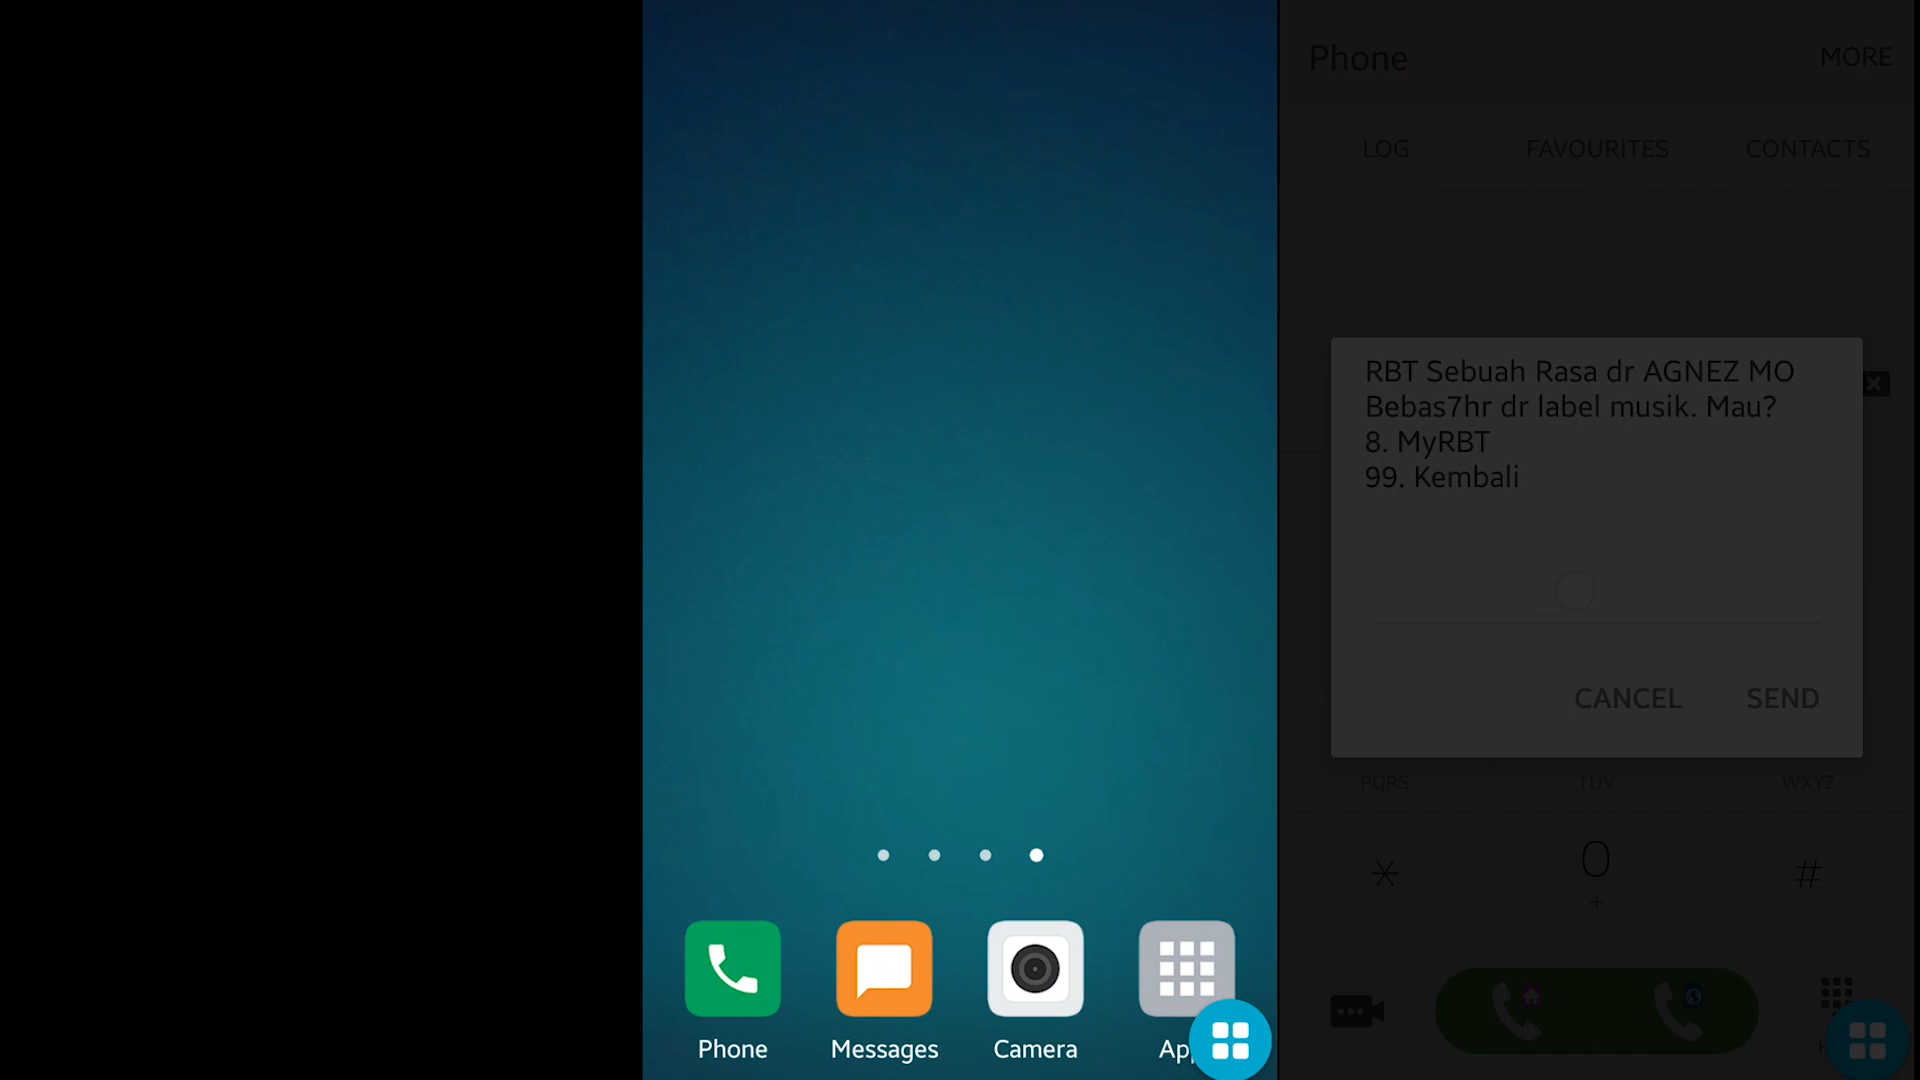 Phone
Messages
Camera
Phone
MORE
LOG
FAVOURITES
CONTACTS
RBT Sebuah Rasa dr AGNEZ MO
Bebas7hr dr label musik. Mau?
8. MyRBT
99. Kembali
CANCEL
SEND
PQRS
TUV
WXYZ
*
0
+
#